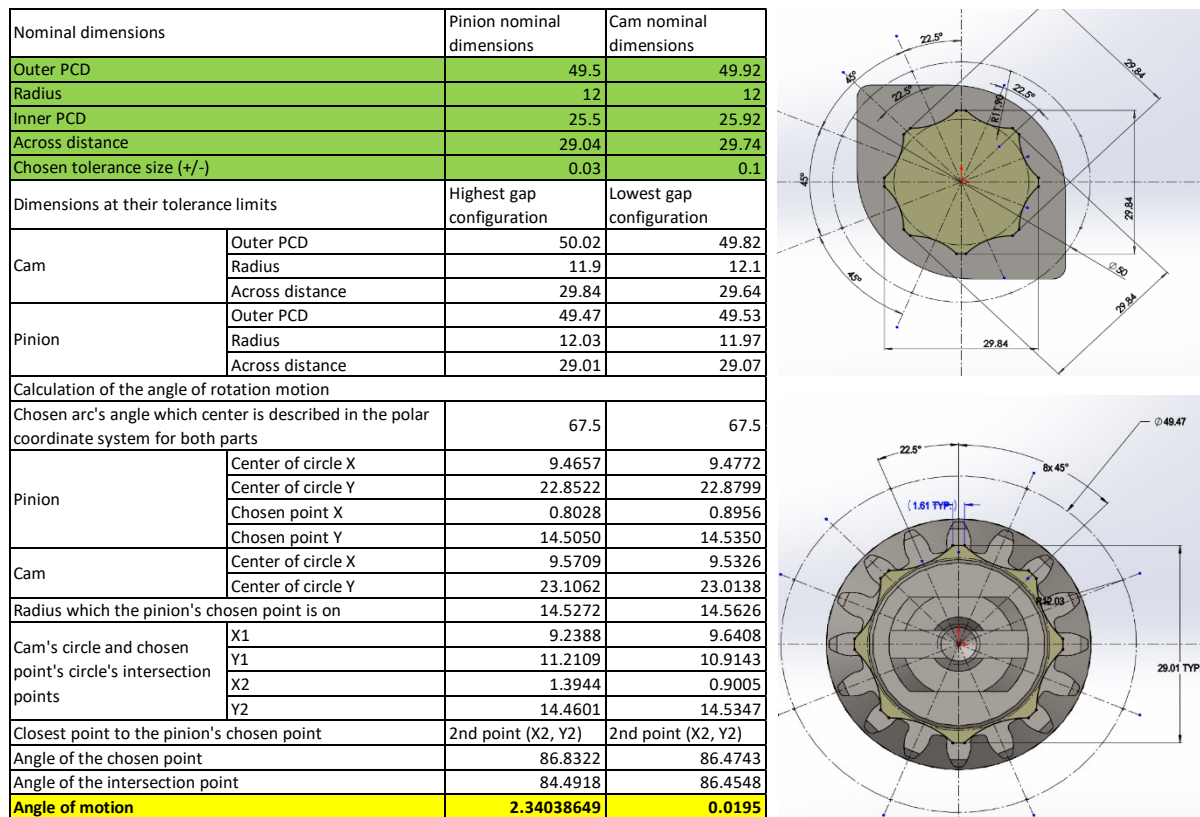 Nominal dimensions Pinion nominal dimensions Cam nominal dimensions
Outer PCD 49.5 49.92
Radius 12 12
Inner PCD 25.5 25.92
Across distance 29.04 29.74
Chosen tolerance size (+/-) 0.03 0.1
Dimensions at their tolerance limits Highest gap configuration Lowest gap configuration
Cam Outer PCD 50.02 49.82
Radius 11.9 12.1
Across distance 29.84 29.64
Pinion Outer PCD 49.47 49.53
Radius 12.03 11.97
Across distance 29.01 29.07
Calculation of the angle of rotation motion
Chosen arc's angle which center is described in the polar coordinate system for both parts 67.5 67.5
Pinion Center of circle X 9.4657 9.4772
Center of circle Y 22.8522 22.8799
Chosen point X 0.8028 0.8956
Chosen point Y 14.5050 14.5350
Cam Center of circle X 9.5709 9.5326
Center of circle Y 23.1062 23.0138
Radius which the pinion's chosen point is on 14.5272 14.5626
Cam's circle and chosen point's circle's intersection points X1 9.2388 9.6408
Y1 11.2109 10.9143
X2 1.3944 0.9005
Y2 14.4601 14.5347
Closest point to the pinion's chosen point 2nd point (X2, Y2) 2nd point (X2, Y2)
Angle of the chosen point 86.8322 86.4743
Angle of the intersection point 84.4918 86.4548
Angle of motion 2.34038649 0.0195
22.5°
45°
22.5°
22.5°
R11.90
29.84
45°
29.84
45°
Ø50
29.84
29.84
Ø49.47
22.5°
8x 45°
(1.61 TYP.)
R12.03
29.01 TYP